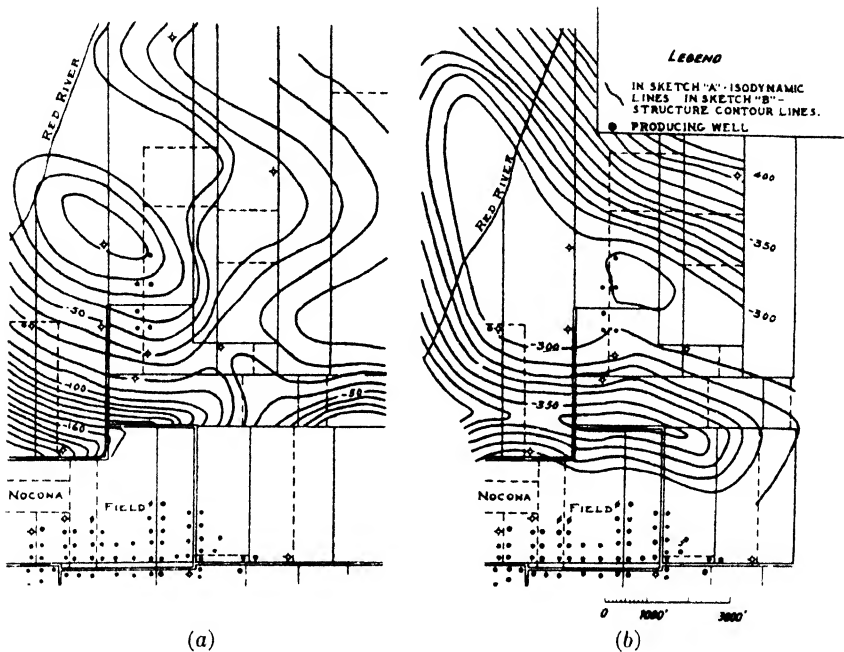 LEGEND
IN SKETCH "A"-ISODYNAMIC
LINES IN SKETCH "B"-
STRUCTURE CONTOUR LINES.
PRODUCING WELL
RED RIVER
-50
-100
-160
-50
NOCONA
FIELD
(a)
RED RIVER
400
-350
-300
-300
-350
NOCONA
FIELD
0 1000' 3000'
(b)